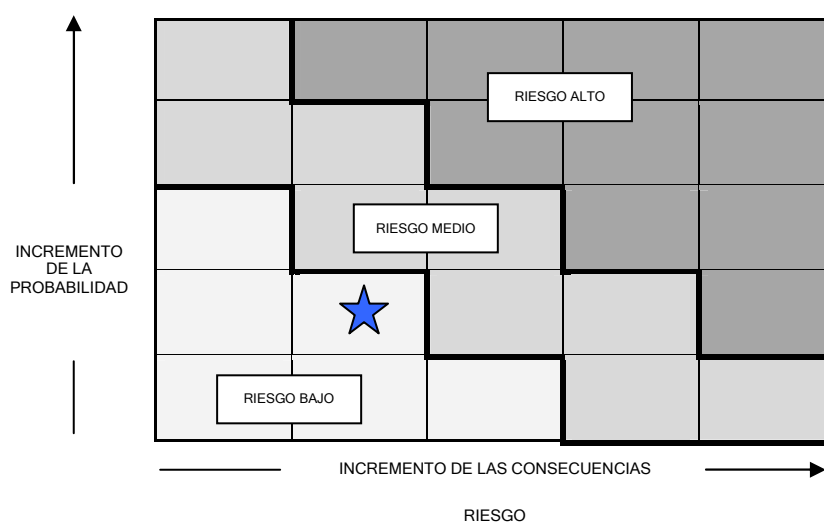 RIESGO ALTO
RIESGO MEDIO
INCREMENTO
DE LA
PROBABILIDAD
RIESGO BAJO
INCREMENTO DE LAS CONSECUENCIAS
RIESGO